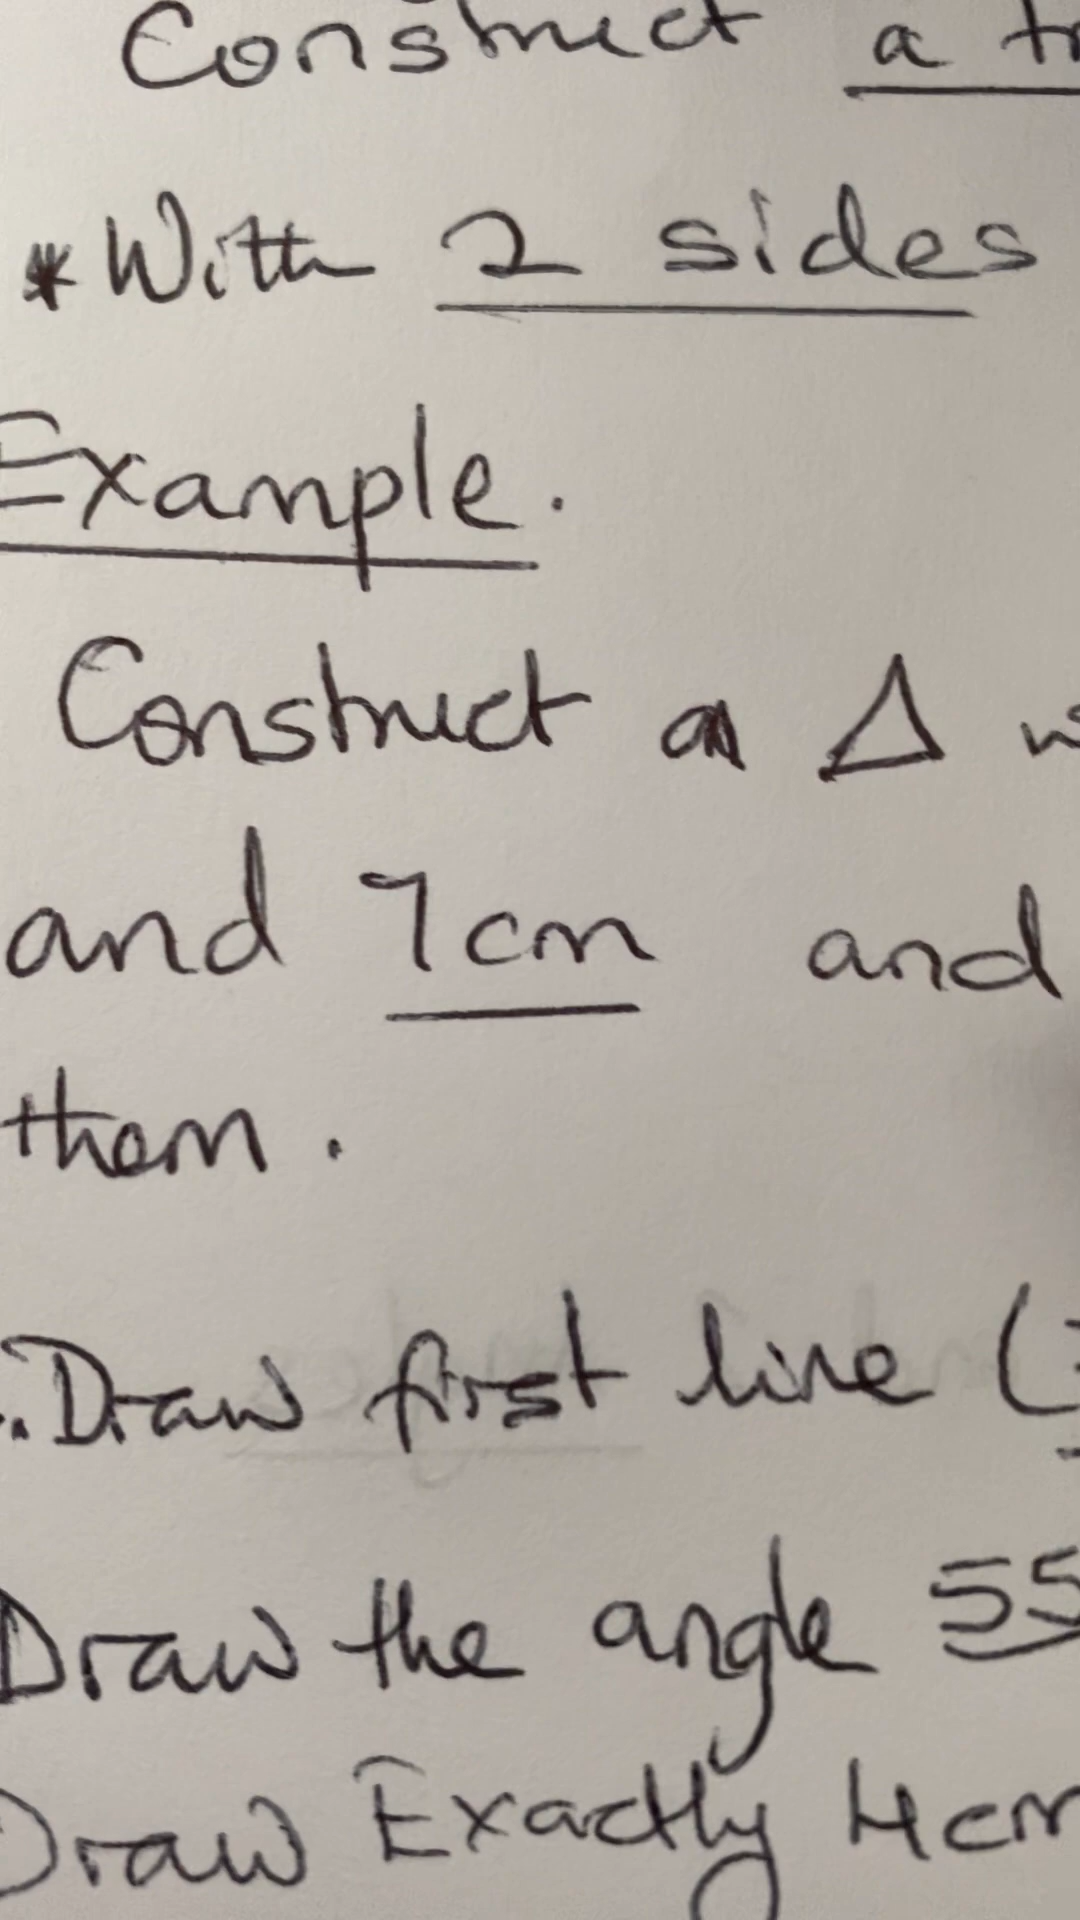 Construct a tr
* With 2 sides
Example.
Construct a Δ w
and 7cm and
them.
.Draw first line (
Draw the angle 55
Draw Exactly 4cm